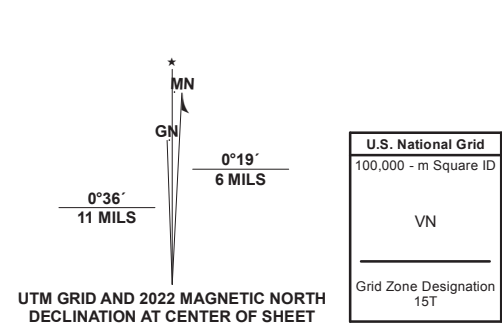 ★
MN
GN
0°19´
6 MILS
0°36´
11 MILS
UTM GRID AND 2022 MAGNETIC NORTH
DECLINATION AT CENTER OF SHEET
U.S. National Grid
100,000 - m Square ID
VN
Grid Zone Designation
15T